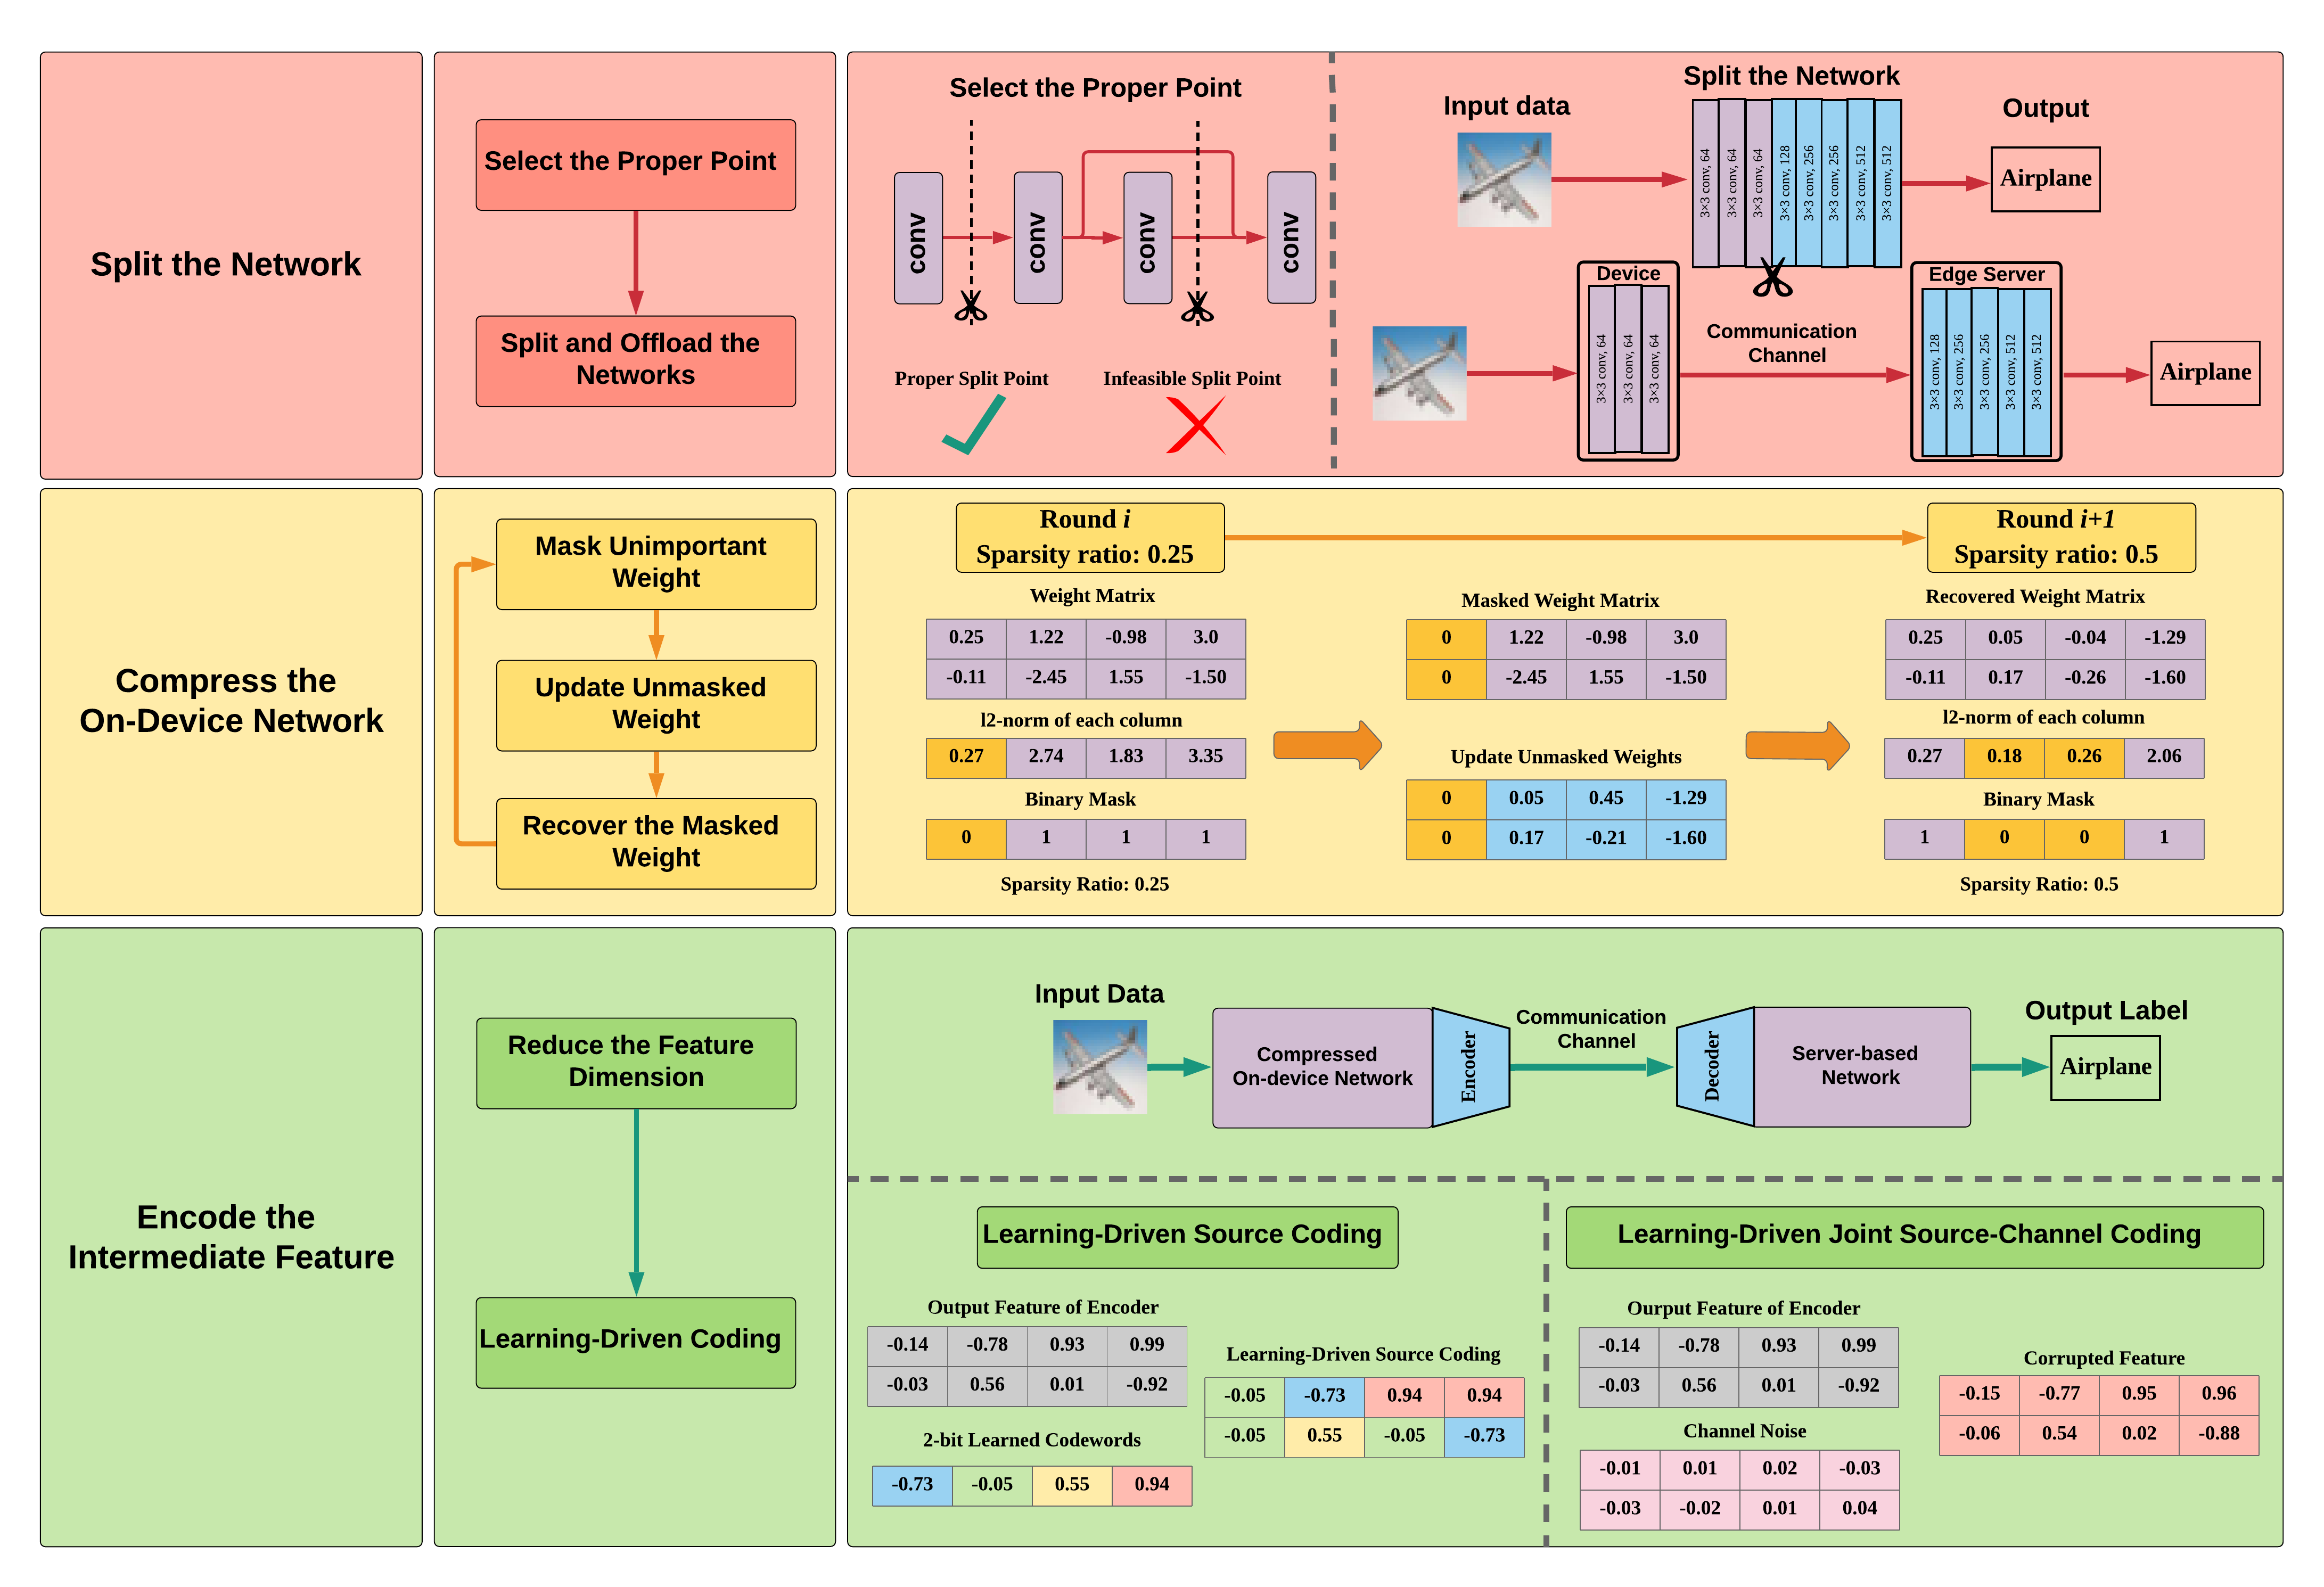 Split the Network
Select the Proper Point
Split and Offload the
Networks
Select the Proper Point
conv
conv
conv
conv
Proper Split Point
Infeasible Split Point
Split the Network
Input data
Output
3×3 conv, 64
3×3 conv, 64
3×3 conv, 64
3×3 conv, 128
3×3 conv, 256
3×3 conv, 256
3×3 conv, 512
3×3 conv, 512
Airplane
Device
3×3 conv, 64
3×3 conv, 64
3×3 conv, 64
Communication
Channel
Edge Server
3×3 conv, 128
3×3 conv, 256
3×3 conv, 256
3×3 conv, 512
3×3 conv, 512
Airplane
Compress the
On-Device Network
Mask Unimportant
Weight
Update Unmasked
Weight
Recover the Masked
Weight
Round i
Sparsity ratio: 0.25
Weight Matrix
0.25 1.22 -0.98 3.0
-0.11 -2.45 1.55 -1.50
l2-norm of each column
0.27 2.74 1.83 3.35
Binary Mask
0 1 1 1
Sparsity Ratio: 0.25
Masked Weight Matrix
0 1.22 -0.98 3.0
0 -2.45 1.55 -1.50
Update Unmasked Weights
0 0.05 0.45 -1.29
0 0.17 -0.21 -1.60
Round i+1
Sparsity ratio: 0.5
Recovered Weight Matrix
0.25 0.05 -0.04 -1.29
-0.11 0.17 -0.26 -1.60
l2-norm of each column
0.27 0.18 0.26 2.06
Binary Mask
1 0 0 1
Sparsity Ratio: 0.5
Encode the
Intermediate Feature
Reduce the Feature
Dimension
Learning-Driven Coding
Input Data
Compressed
On-device Network
Encoder
Communication
Channel
Decoder
Server-based
Network
Output Label
Airplane
Learning-Driven Source Coding
Output Feature of Encoder
-0.14 -0.78 0.93 0.99
-0.03 0.56 0.01 -0.92
2-bit Learned Codewords
-0.73 -0.05 0.55 0.94
Learning-Driven Source Coding
-0.05 -0.73 0.94 0.94
-0.05 0.55 -0.05 -0.73
Learning-Driven Joint Source-Channel Coding
Ourput Feature of Encoder
-0.14 -0.78 0.93 0.99
-0.03 0.56 0.01 -0.92
Channel Noise
-0.01 0.01 0.02 -0.03
-0.03 -0.02 0.01 0.04
Corrupted Feature
-0.15 -0.77 0.95 0.96
-0.06 0.54 0.02 -0.88